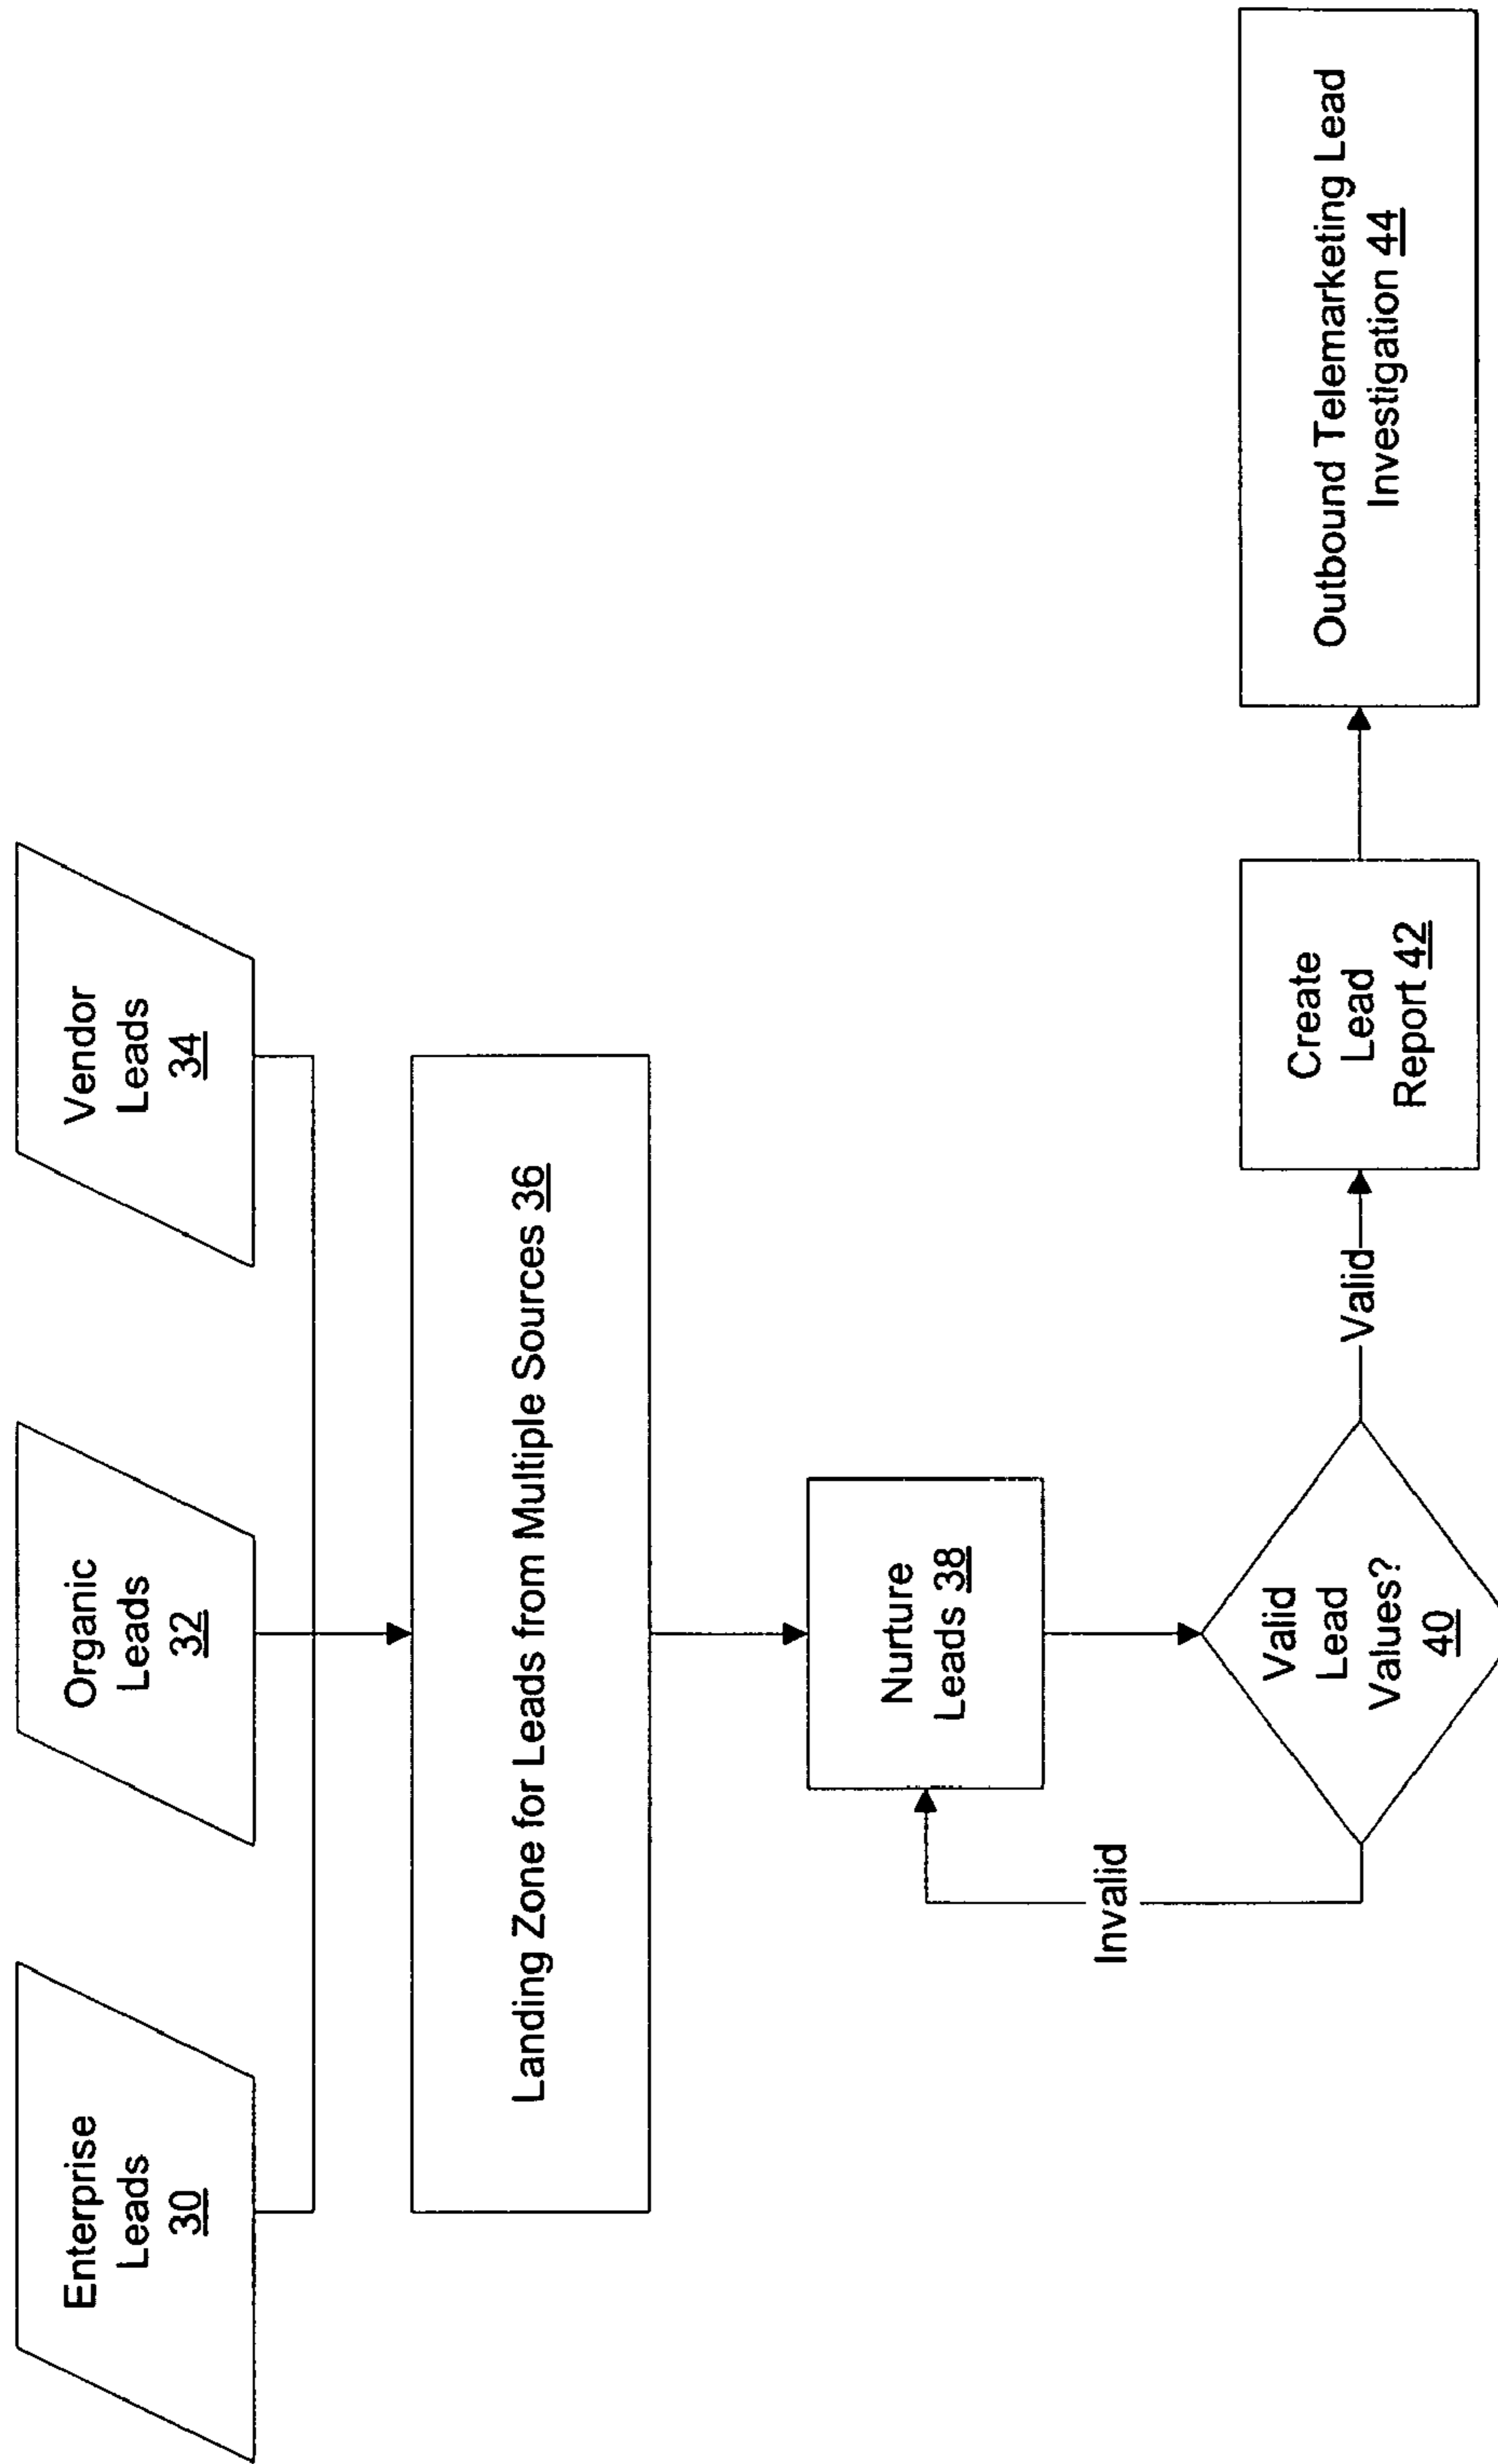 Enterprise
Leads
30
Organic
Leads
32
Vendor
Leads
34
Landing Zone for Leads from Multiple Sources 36
Nurture
Leads 38
Invalid
Valid
Lead
Values?
40
Valid
Create
Lead
Report 42
Outbound Telemarketing Lead
Investigation 44